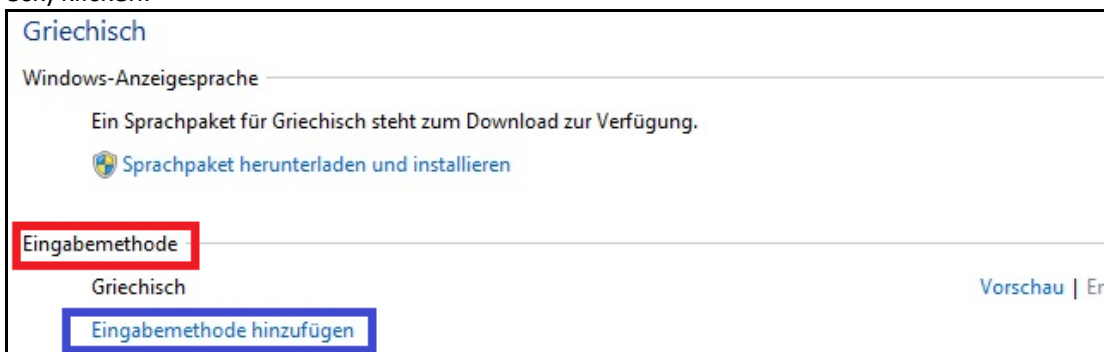 Griechisch
Windows-Anzeigesprache
Ein Sprachpaket für Griechisch steht zum Download zur Verfügung.
Sprachpaket herunterladen und installieren
Eingabemethode
Griechisch Vorschau |
Eingabemethode hinzufügen